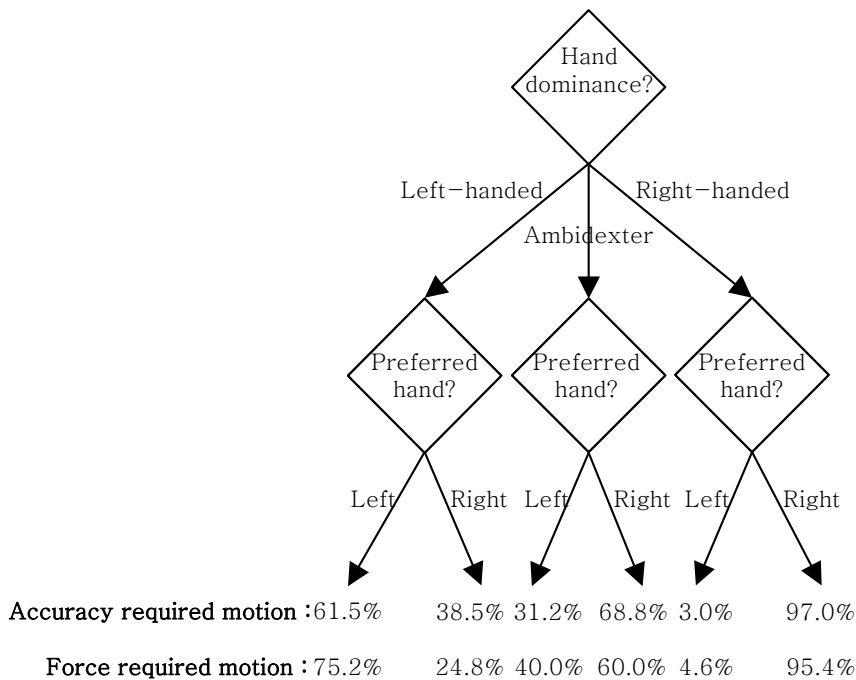 Hand
dominance?
Left-handed
Right-handed
Ambidexter
Preferred
hand?
Preferred
hand?
Preferred
hand?
Left
Right
Left
Right
Left
Right
Accuracy required motion : 61.5% 38.5% 31.2% 68.8% 3.0% 97.0%
Force required motion : 75.2% 24.8% 40.0% 60.0% 4.6% 95.4%